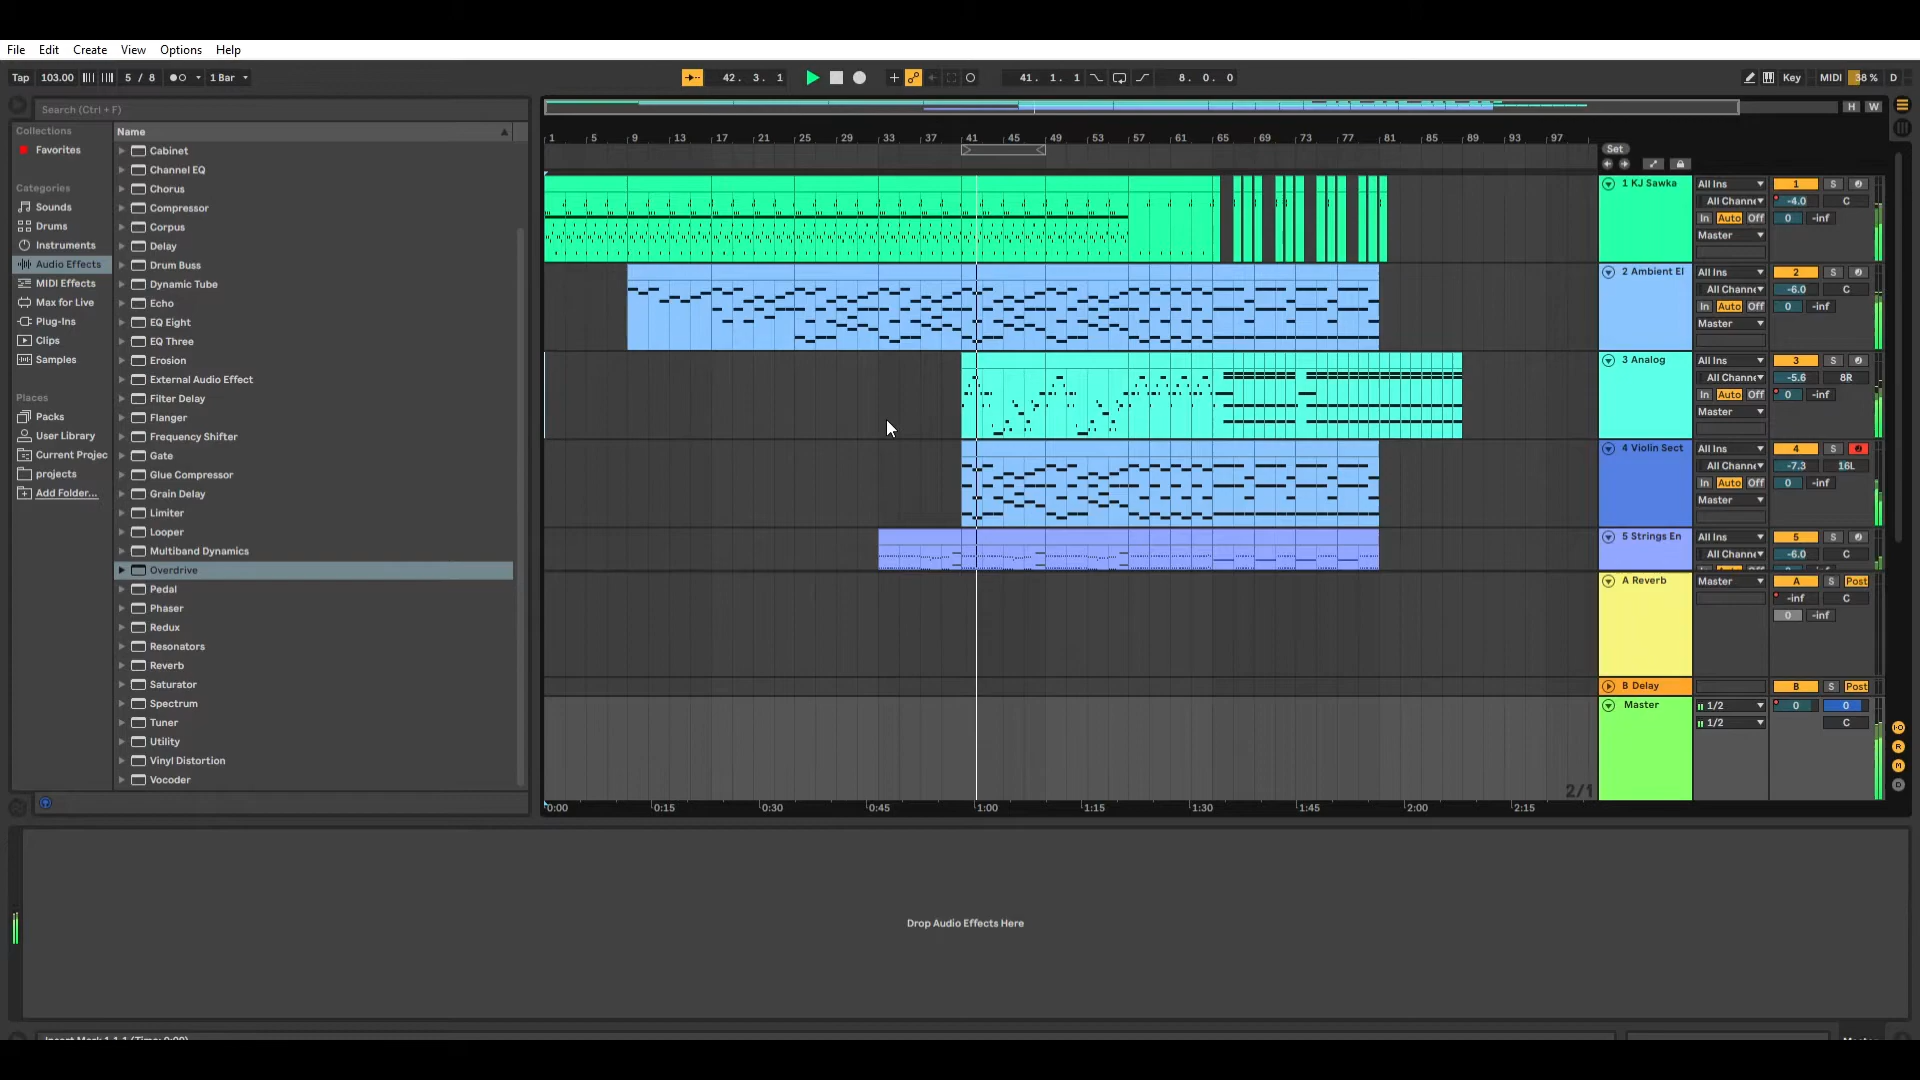 File Edit Create View Options Help
Tap 103.00 5 / 8 1 Bar 42. 3. 1 41. 1. 1 8. 0. 0 Key MIDI 38 % D
Search (Ctrl + F)
H W
Collections
Favorites
Categories
Sounds
Drums
Instruments
Audio Effects
MIDI Effects
Max for Live
Plug-Ins
Clips
Samples
Places
Packs
User Library
Current Projec
projects
Add Folder...
Name
Cabinet
Channel EQ
Chorus
Compressor
Corpus
Delay
Drum Buss
Dynamic Tube
Echo
EQ Eight
EQ Three
Erosion
External Audio Effect
Filter Delay
Flanger
Frequency Shifter
Gate
Glue Compressor
Grain Delay
Limiter
Looper
Multiband Dynamics
Overdrive
Pedal
Phaser
Redux
Resonators
Reverb
Saturator
Spectrum
Tuner
Utility
Vinyl Distortion
Vocoder
1 5 9 13 17 21 25 29 33 37 41 45 49 53 57 61 65 69 73 77 81 85 89 93 97
Set
1 KJ Sawka All Ins 1 S
All Channe -4.0 C
In Auto Off 0 -inf
Master
2 Ambient El All Ins 2 S
All Channe -6.0 C
In Auto Off 0 -inf
Master
3 Analog All Ins 3 S
All Channe -5.6 8R
In Auto Off 0 -inf
Master
4 Violin Sect All Ins 4 S
All Channe -7.3 16L
In Auto Off 0 -inf
Master
5 Strings En All Ins 5 S
All Channe -6.0 C
A Reverb Master A S Post
-inf C
0 -inf
B Delay B S Post
Master 1/2 0 0
1/2 C
2/1
0:00 0:15 0:30 0:45 1:00 1:15 1:30 1:45 2:00 2:15
Drop Audio Effects Here
Insert Mark 1.1.1 (Time: 0:00)